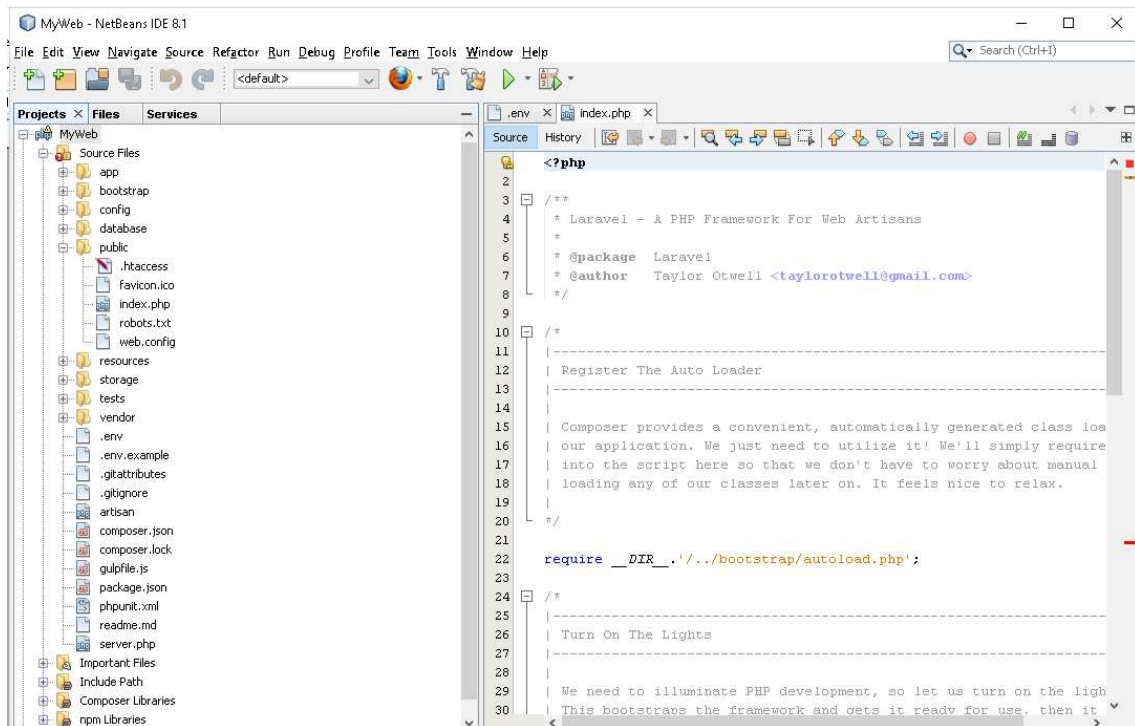 MyWeb - NetBeans IDE 8.1
File Edit View Navigate Source Refactor Run Debug Profile Team Tools Window Help
Search (Ctrl+I)
<default>
Projects Files Services
MyWeb
Source Files
app
bootstrap
config
database
public
.htaccess
favicon.ico
index.php
robots.txt
web.config
resources
storage
tests
vendor
.env
.env.example
.gitattributes
.gitignore
artisan
composer.json
composer.lock
gulpfile.js
package.json
phpunit.xml
readme.md
server.php
Important Files
Include Path
Composer Libraries
npm Libraries
.env index.php
Source History
<?php
2
3 /**
4 * Laravel - A PHP Framework For Web Artisans
5 *
6 * @package Laravel
7 * @author Taylor Otwell <taylorotwell@gmail.com>
8 */
9
10 /*
11 |---------------------------------------------------------------------------
12 | Register The Auto Loader
13 |---------------------------------------------------------------------------
14 |
15 | Composer provides a convenient, automatically generated class loa
16 | our application. We just need to utilize it! We'll simply require
17 | into the script here so that we don't have to worry about manual
18 | loading any of our classes later on. It feels nice to relax.
19 |
20 */
21
22 require __DIR__.'/../bootstrap/autoload.php';
23
24 /*
25 |---------------------------------------------------------------------------
26 | Turn On The Lights
27 |---------------------------------------------------------------------------
28 |
29 | We need to illuminate PHP development, so let us turn on the ligh
30 | This bootstraps the framework and gets it ready for use, then it